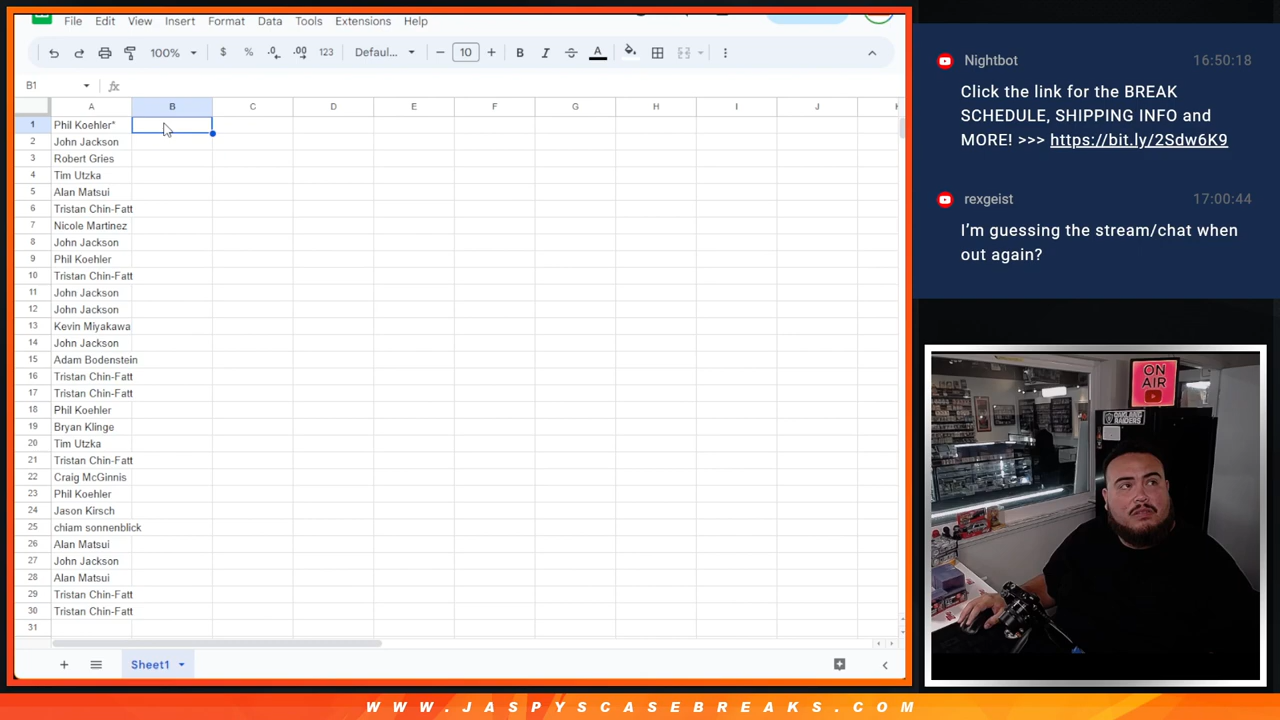 File Edit View Insert Format Data Tools Extensions Help
100% $ % .0 .00 123 Defaul... 10 B I A
B1 fx
A B C D E F G H I J
1 Phil Koehler*
2 John Jackson
3 Robert Gries
4 Tim Utzka
5 Alan Matsui
6 Tristan Chin-Fatt
7 Nicole Martinez
8 John Jackson
9 Phil Koehler
10 Tristan Chin-Fatt
11 John Jackson
12 John Jackson
13 Kevin Miyakawa
14 John Jackson
15 Adam Bodenstein
16 Tristan Chin-Fatt
17 Tristan Chin-Fatt
18 Phil Koehler
19 Bryan Klinge
20 Tim Utzka
21 Tristan Chin-Fatt
22 Craig McGinnis
23 Phil Koehler
24 Jason Kirsch
25 chiam sonnenblick
26 Alan Matsui
27 John Jackson
28 Alan Matsui
29 Tristan Chin-Fatt
30 Tristan Chin-Fatt
31
Sheet1
Nightbot 16:50:18
Click the link for the BREAK
SCHEDULE, SHIPPING INFO and
MORE! >>> https://bit.ly/2Sdw6K9
rexgeist 17:00:44
I'm guessing the stream/chat when
out again?
ON
AIR
OAKLAND
RAIDERS
WWW.JASPYSCASEBREAKS.COM